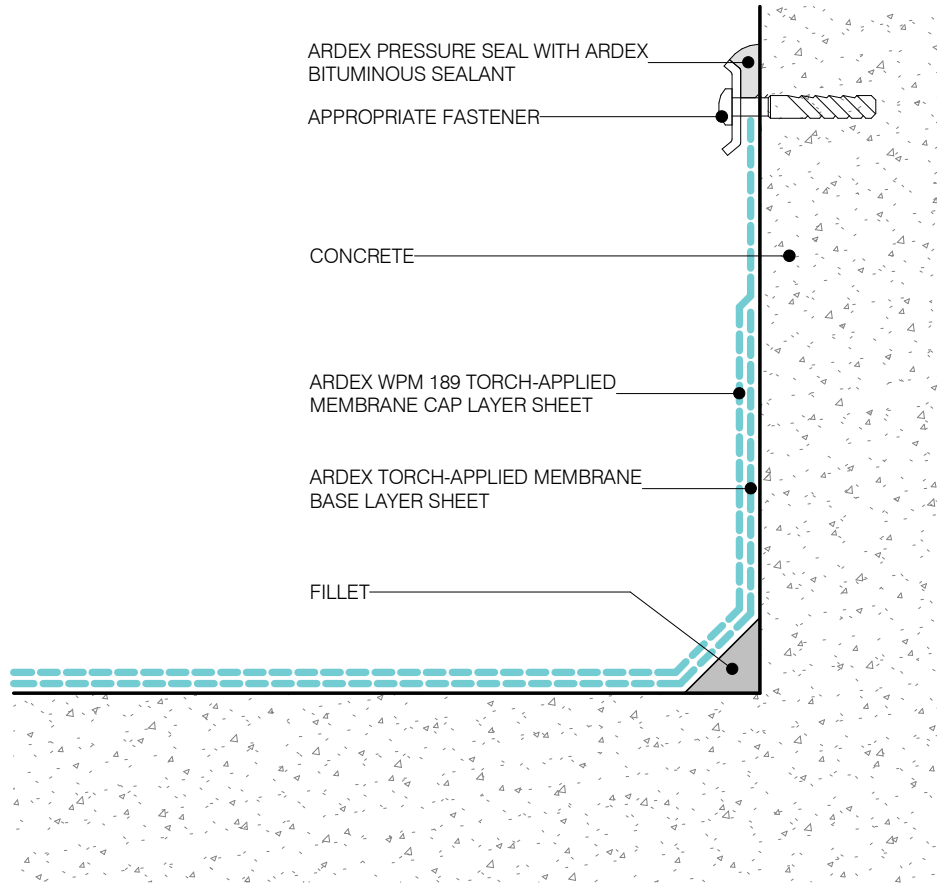 ARDEX PRESSURE SEAL WITH ARDEX
BITUMINOUS SEALANT
APPROPRIATE FASTENER
CONCRETE
ARDEX WPM 189 TORCH-APPLIED
MEMBRANE CAP LAYER SHEET
ARDEX TORCH-APPLIED MEMBRANE
BASE LAYER SHEET
FILLET